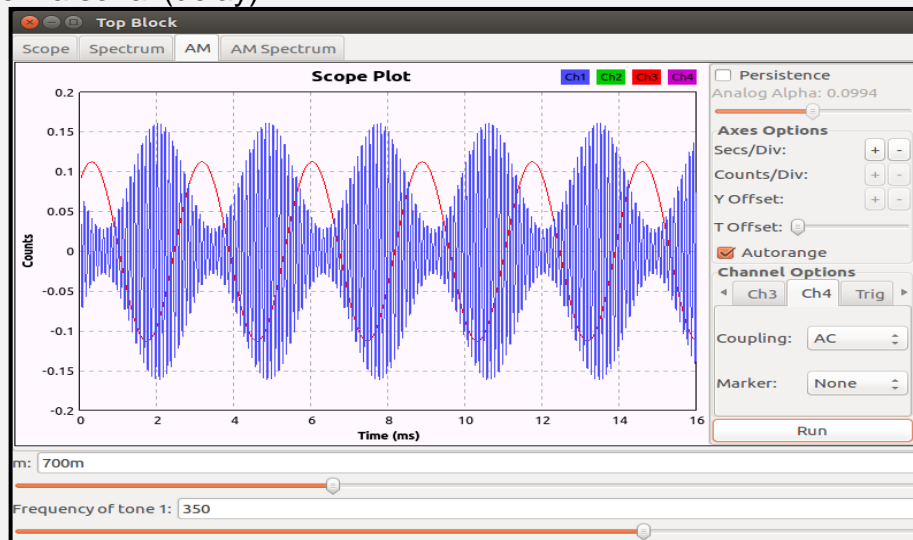 Top Block
Scope Spectrum AM AM Spectrum
Scope Plot
Ch1 Ch2 Ch3 Ch4
0.2
0.15
0.1
0.05
0
-0.05
-0.1
-0.15
-0.2
Counts
0 2 4 6 8 10 12 14 16
Time (ms)
Persistence
Analog Alpha: 0.0994
Axes Options
Secs/Div: + -
Counts/Div: + -
Y Offset: + -
T Offset:
Autorange
Channel Options
Ch3 Ch4 Trig
Coupling: AC
Marker: None
Run
m: 700m
Frequency of tone 1: 350